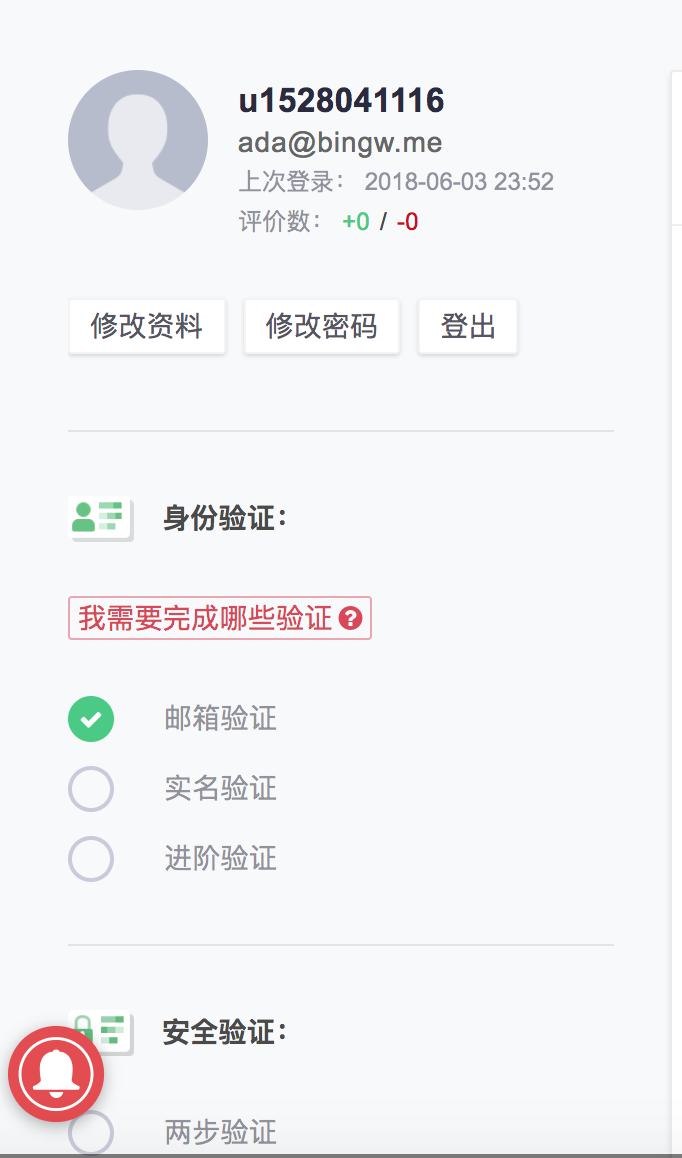 u1528041116
ada@bingw.me
上次登录： 2018-06-03 23:52
评价数： +0 / -0
修改资料 修改密码 登出
身份验证：
我需要完成哪些验证 ?
邮箱验证
实名验证
进阶验证
安全验证：
两步验证